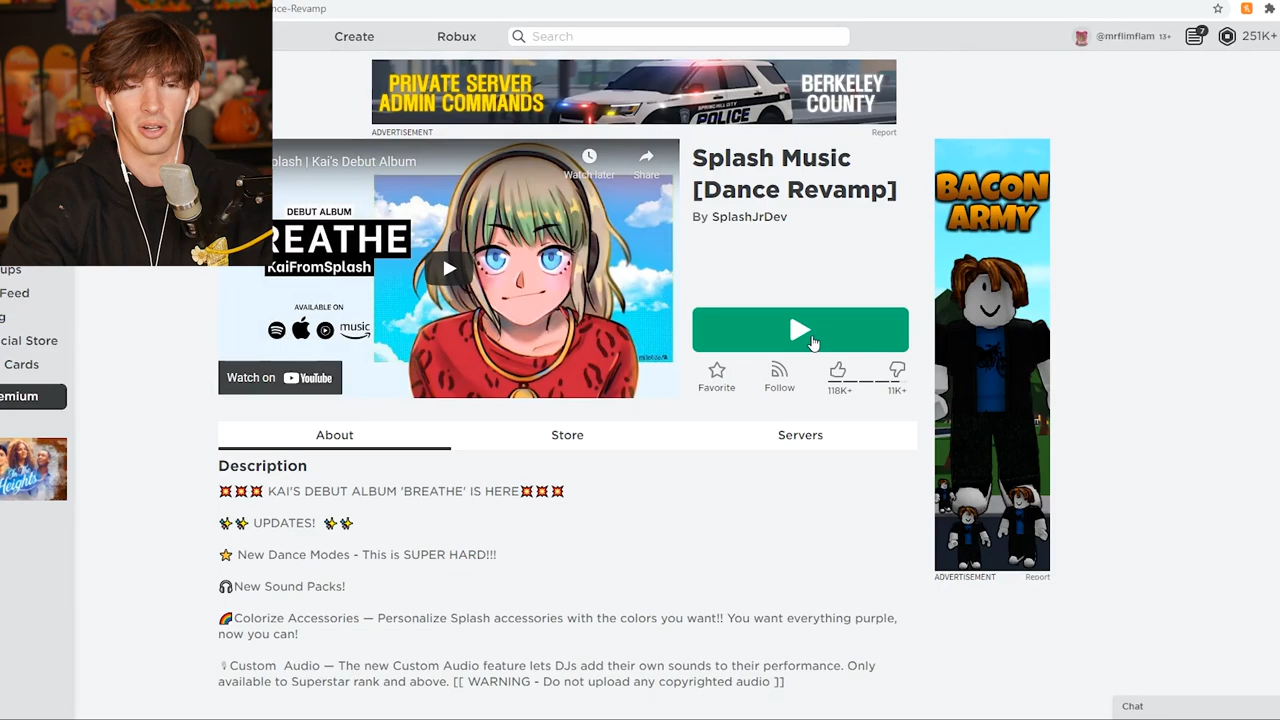 ance-Revamp
Create
Robux
Search
@mrflimflam 13+
7
251K+
PRIVATE SERVER
ADMIN COMMANDS
SPRING HILL CITY
POLICE
BERKELEY
COUNTY
ADVERTISEMENT
Report
plash | Kai's Debut Album
Watch later
Share
DEBUT ALBUM
REATHE
KaiFromSplash
AVAILABLE ON
music
Watch on YouTube
Splash Music
[Dance Revamp]
By SplashJrDev
Favorite
Follow
118K+
11K+
BACON
ARMY
ADVERTISEMENT
Report
ups
Feed
g
cial Store
Cards
emium
Heights
About
Store
Servers
Description
💥💥💥 KAI'S DEBUT ALBUM 'BREATHE' IS HERE💥💥💥
✨✨ UPDATES! ✨✨
⭐ New Dance Modes - This is SUPER HARD!!!
🎧New Sound Packs!
🌈Colorize Accessories — Personalize Splash accessories with the colors you want!! You want everything purple,
now you can!
🎙Custom Audio — The new Custom Audio feature lets DJs add their own sounds to their performance. Only
available to Superstar rank and above. [[ WARNING - Do not upload any copyrighted audio ]]
Chat